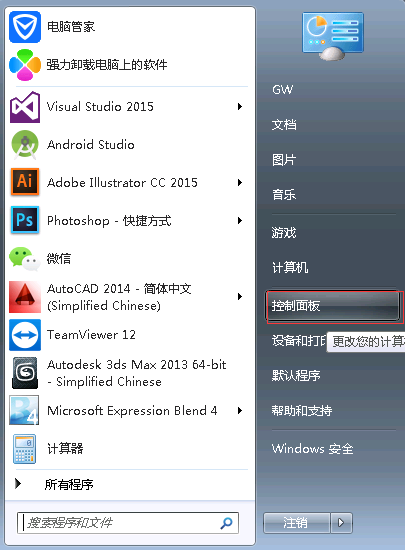 电脑管家
强力卸载电脑上的软件
Visual Studio 2015
Android Studio
Adobe Illustrator CC 2015
Photoshop - 快捷方式
微信
AutoCAD 2014 - 简体中文
(Simplified Chinese)
TeamViewer 12
Autodesk 3ds Max 2013 64-bit
- Simplified Chinese
Microsoft Expression Blend 4
计算器
所有程序
搜索程序和文件
GW
文档
图片
音乐
游戏
计算机
控制面板
设备和打印
更改您的计算
默认程序
帮助和支持
Windows 安全
注销